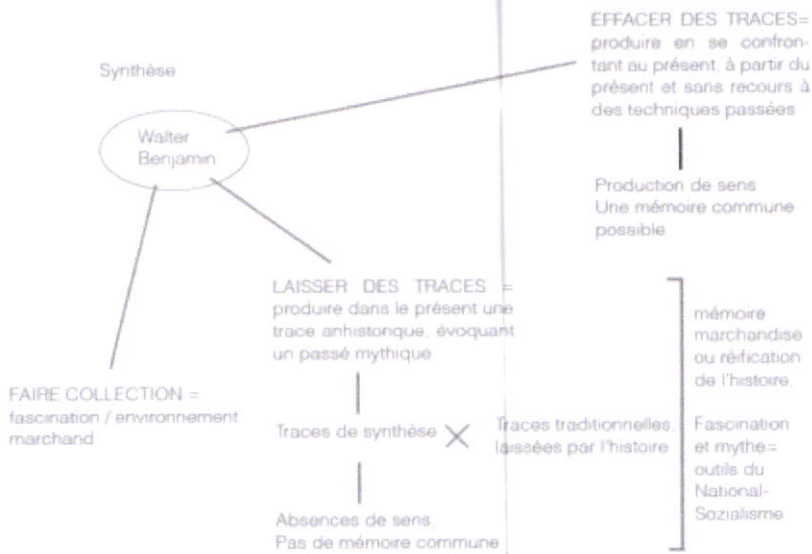 Synthèse
Walter
Benjamin
EFFACER DES TRACES=
produire en se confron-
tant au présent, à partir du
présent et sans recours à
des techniques passées
Production de sens
Une mémoire commune
possible
LAISSER DES TRACES =
produire dans le présent une
trace anhistorique, évoquant
un passé mythique
FAIRE COLLECTION =
fascination / environnement
marchand
Traces de synthèse
Traces traditionnelles,
laissées par l'histoire
Absences de sens,
Pas de mémoire commune
mémoire
marchandise
ou réification
de l'histoire,
Fascination
et mythe=
outils du
National-
Sozialisme